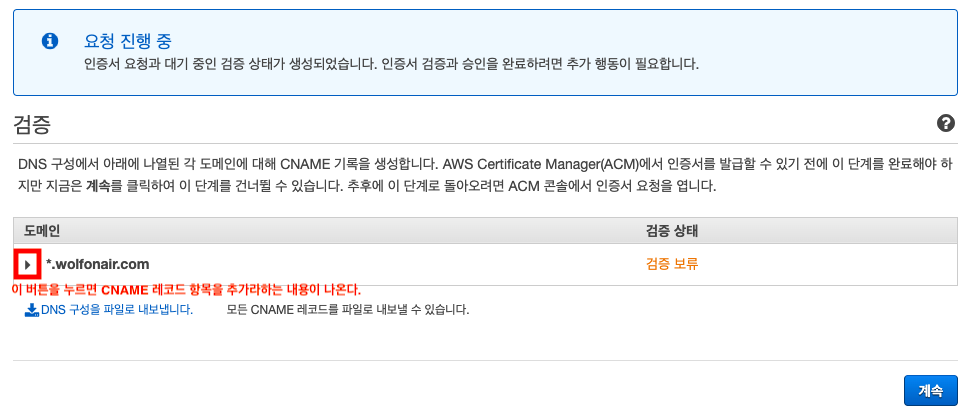 요청 진행 중
인증서 요청과 대기 중인 검증 상태가 생성되었습니다. 인증서 검증과 승인을 완료하려면 추가 행동이 필요합니다.
검증
DNS 구성에서 아래에 나열된 각 도메인에 대해 CNAME 기록을 생성합니다. AWS Certificate Manager(ACM)에서 인증서를 발급할 수 있기 전에 이 단계를 완료해야 하
지만 지금은 계속를 클릭하여 이 단계를 건너뛸 수 있습니다. 추후에 이 단계로 돌아오려면 ACM 콘솔에서 인증서 요청을 엽니다.
도메인 검증 상태
*.wolfonair.com 검증 보류
이 버튼을 누르면 CNAME 레코드 항목을 추가라하는 내용이 나온다.
DNS 구성을 파일로 내보냅니다. 모든 CNAME 레코드를 파일로 내보낼 수 있습니다.
계속